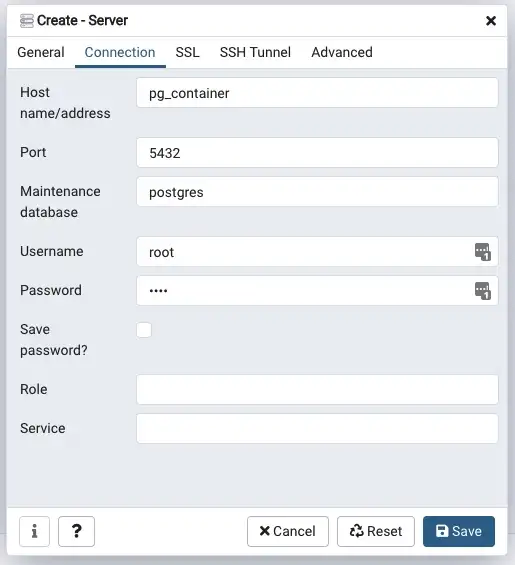 Create - Server
General Connection SSL SSH Tunnel Advanced
Host name/address pg_container
Port 5432
Maintenance database postgres
Username root
Password ••••
Save password?
Role
Service
i ? Cancel Reset Save